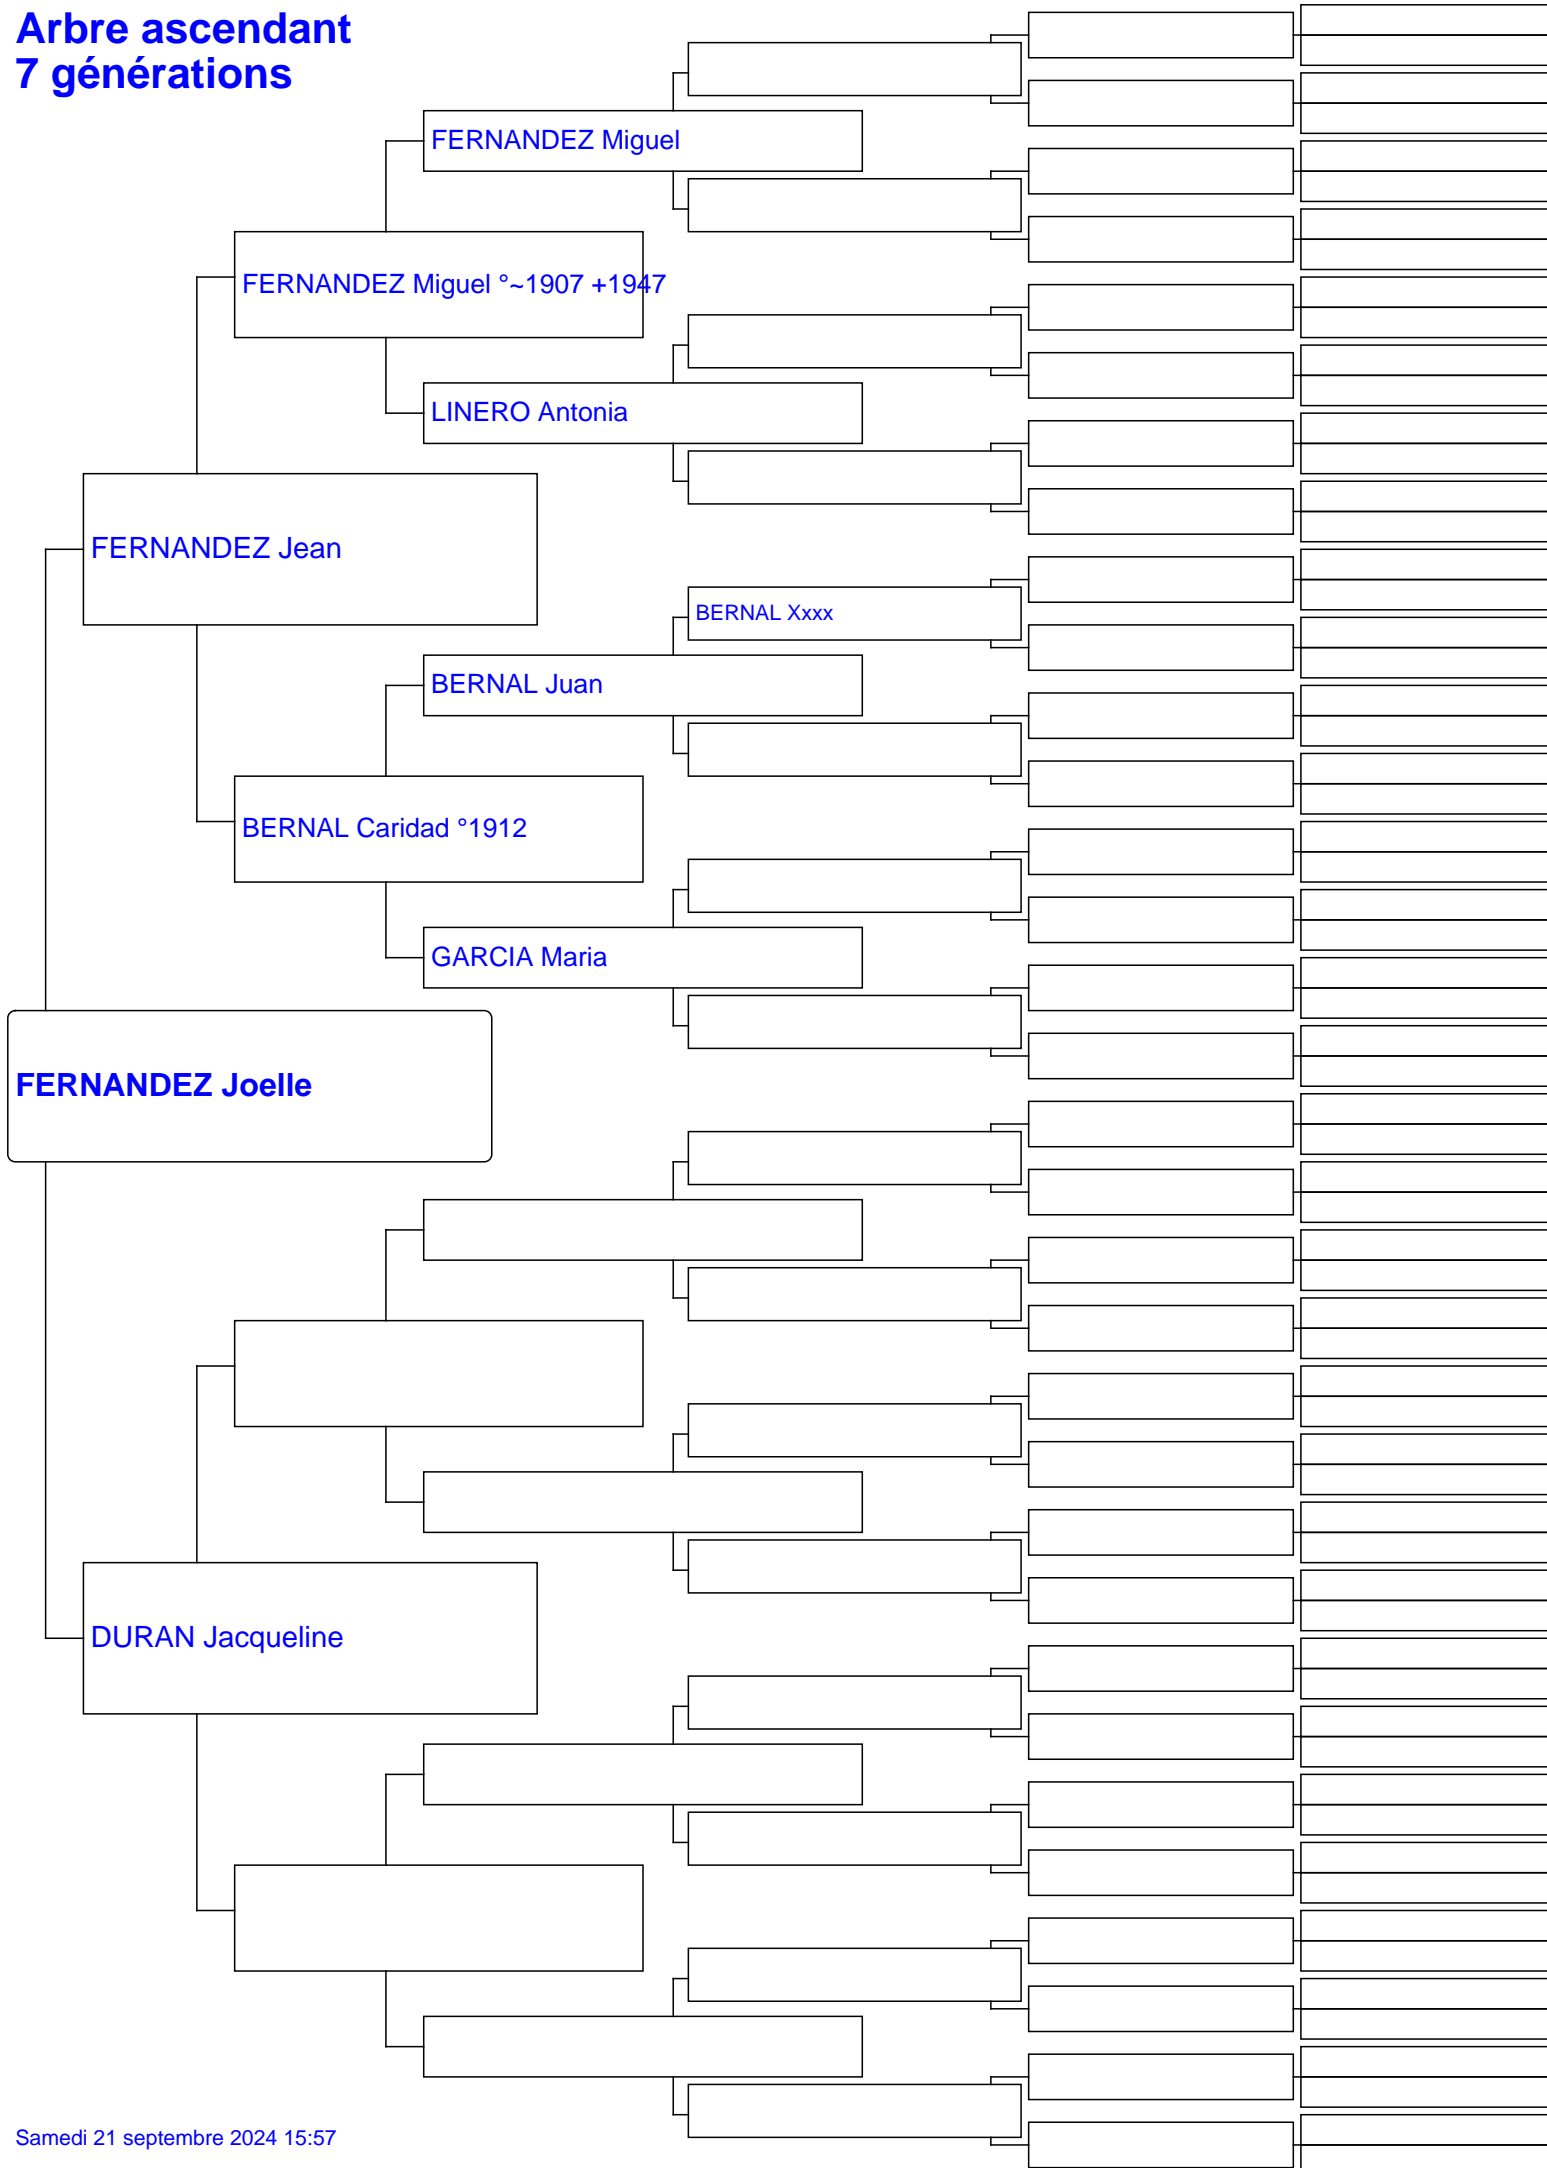 Arbre ascendant
7 générations
FERNANDEZ Miguel
FERNANDEZ Miguel °~1907 +1947
LINERO Antonia
FERNANDEZ Jean
BERNAL Xxxx
BERNAL Juan
BERNAL Caridad °1912
GARCIA Maria
FERNANDEZ Joelle
DURAN Jacqueline
Samedi 21 septembre 2024 15:57